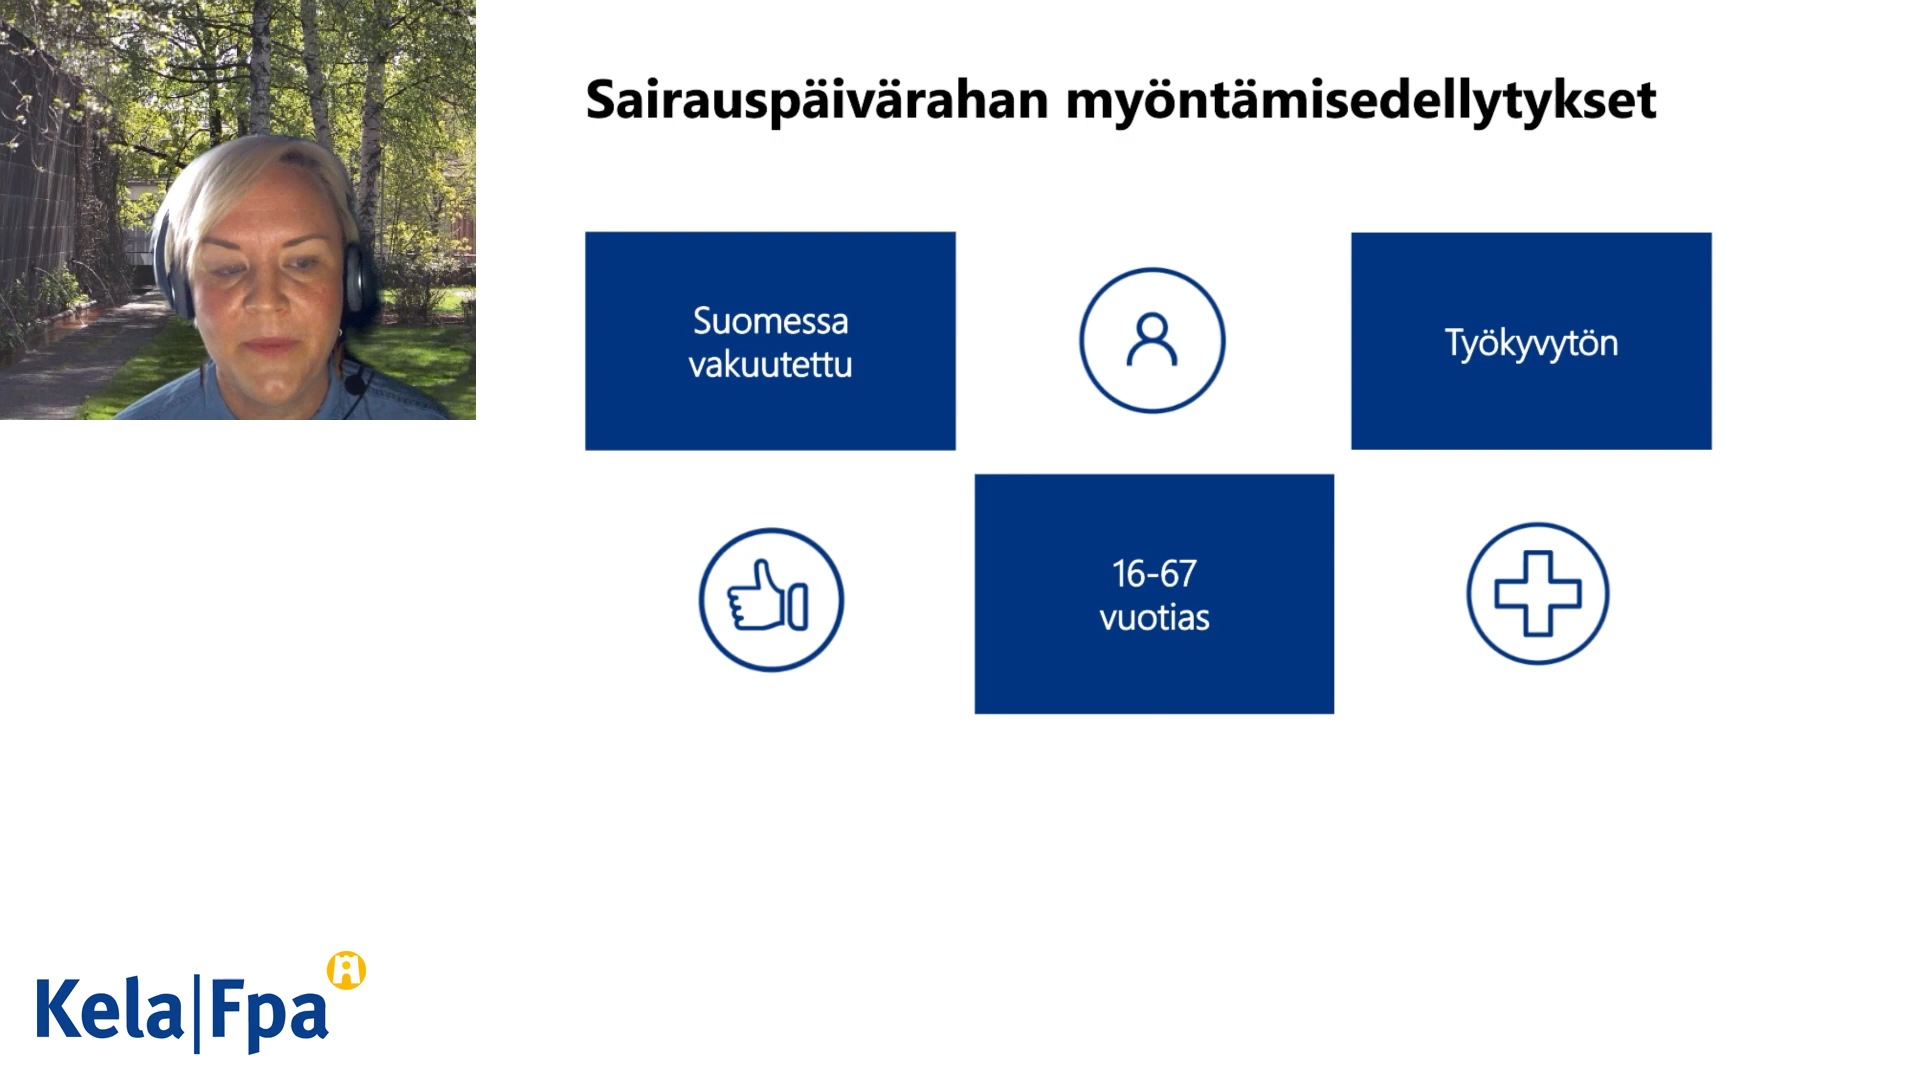 Sairauspäivärahan myöntämisedellytykset
Suomessa
vakuutettu
Työkyvytön
16-67
vuotias
Kela|Fpa